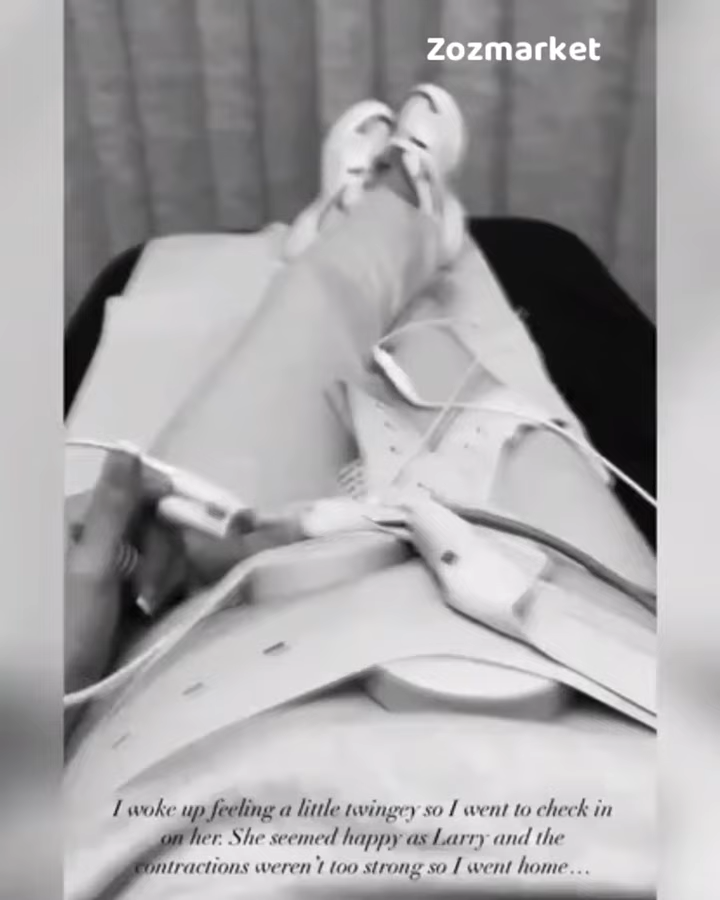 Zozmarket
I woke up feeling a little twingey so I went to check in
on her. She seemed happy as Larry and the
contractions weren't too strong so I went home…